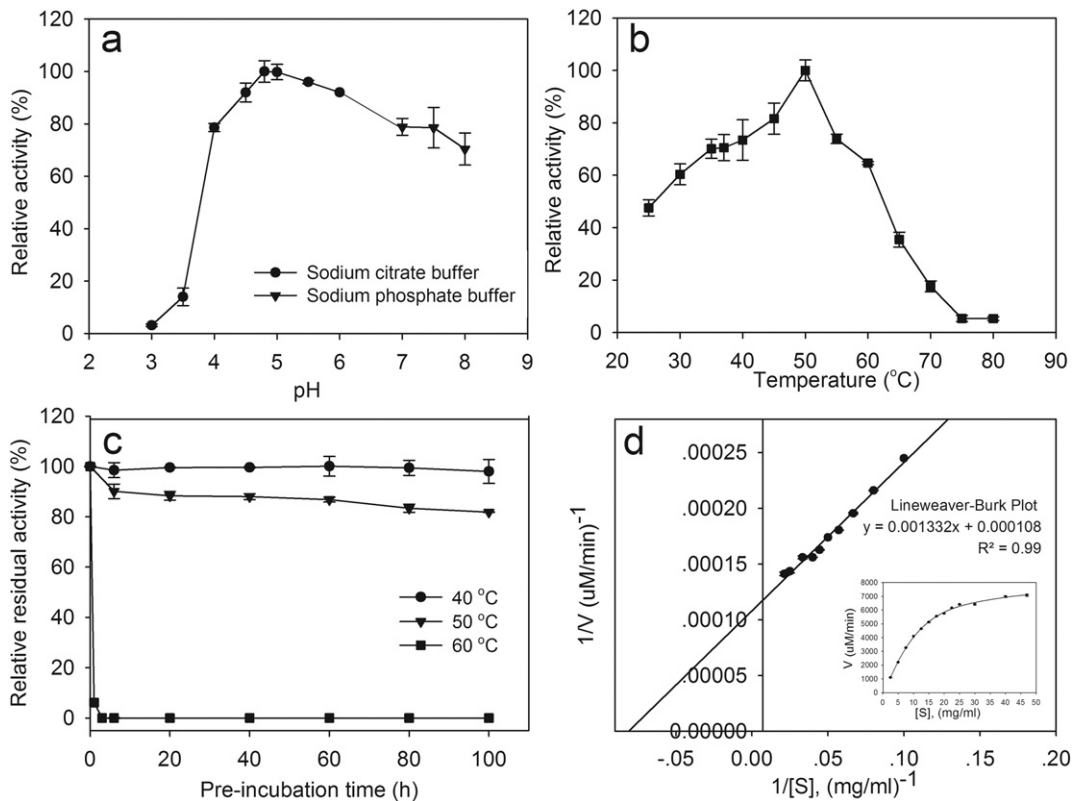 a
Relative activity (%)
120
100
80
60
40
20
0
Sodium citrate buffer
Sodium phosphate buffer
2 3 4 5 6 7 8 9
pH
b
Relative activity (%)
120
100
80
60
40
20
0
20 30 40 50 60 70 80 90
Temperature (°C)
c
Relative residual activity (%)
120
100
80
60
40
20
0
40 °C
50 °C
60 °C
0 20 40 60 80 100
Pre-incubation time (h)
d
1/V (uM/min)-1
.00025
.00020
.00015
.00010
.00005
0.00000
Lineweaver-Burk Plot
y = 0.001332x + 0.000108
R² = 0.99
V (uM/min)
8000
7000
6000
5000
4000
3000
2000
1000
0
0 5 10 15 20 25 30 35 40 45 50
[S], (mg/ml)
-.05 0.00 .05 .10 .15 .20
1/[S], (mg/ml)-1